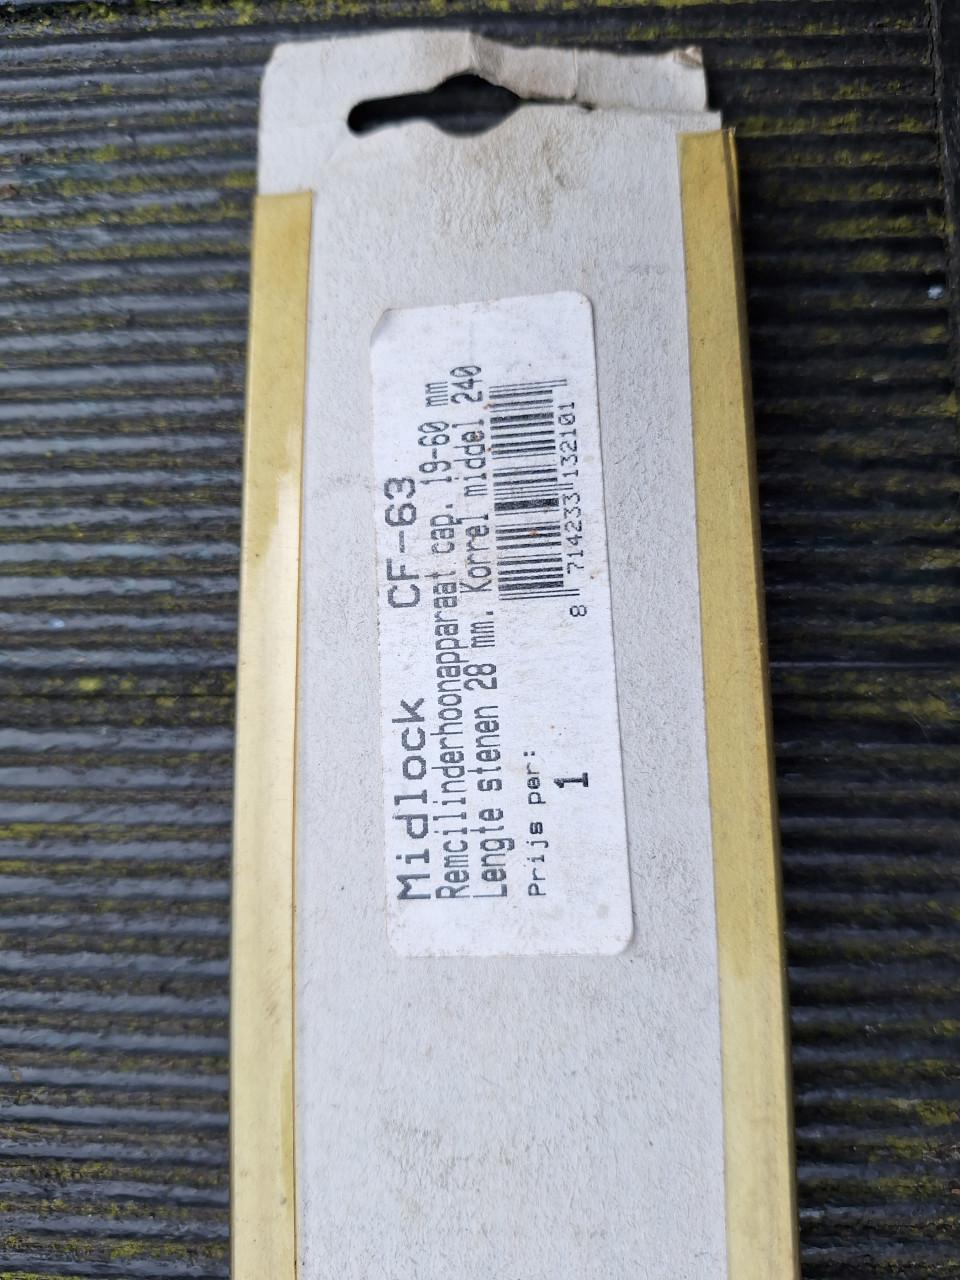 Midlock CF-63
Remcilinderhoonapparaat cap. 19-60 mm
Lengte stenen 28 mm. Korrel middel 240
Prijs per:
1
8 714233 132101